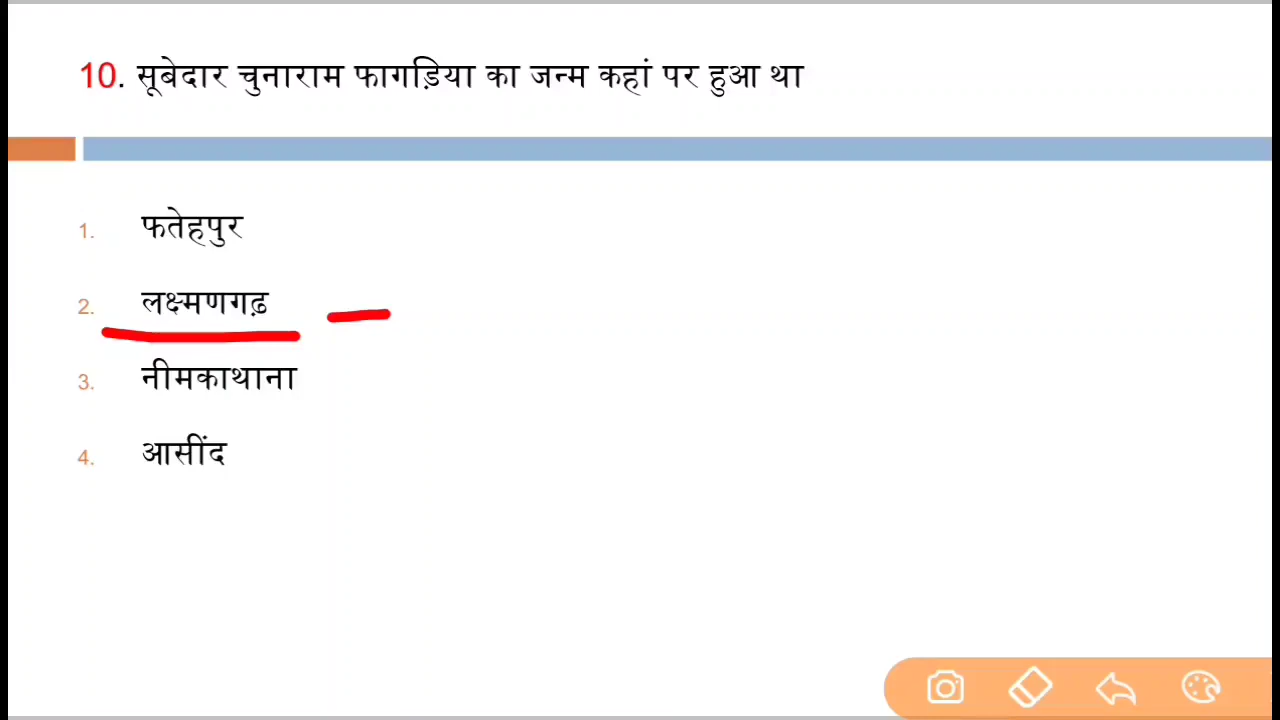 10. सूबेदार चुनाराम फागड़िया का जन्म कहां पर हुआ था
1. फतेहपुर
2. लक्ष्मणगढ़
3. नीमकाथाना
4. आसींद